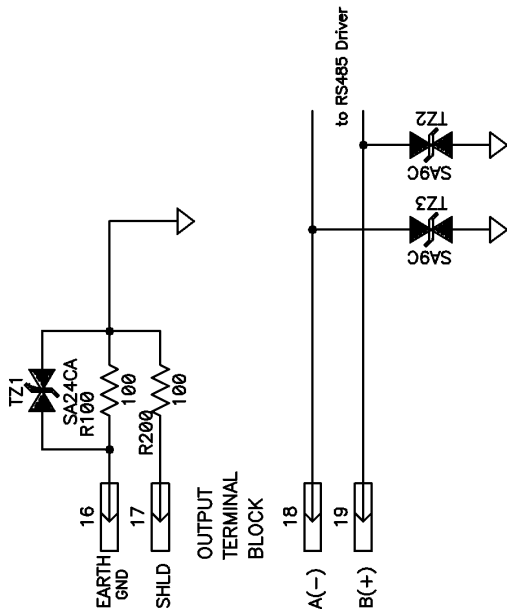 TZ1
SA24CA
R100
100
R200
100
16
EARTH
GND
17
SHLD
OUTPUT
TERMINAL
BLOCK
18
A(-)
19
B(+)
to RS485 Driver
SA9C
TZ2
SA9C
TZ3